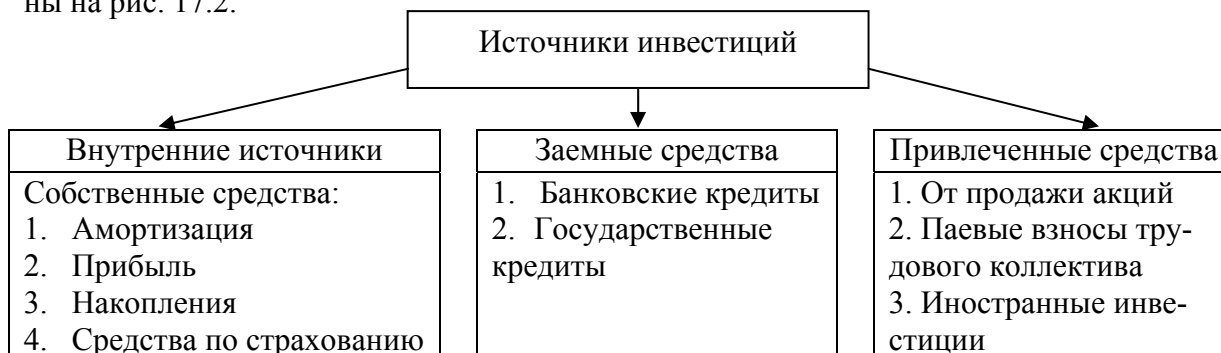 ны на рис. 17.2.
Источники инвестиций
Внутренние источники
Собственные средства:
1. Амортизация
2. Прибыль
3. Накопления
4. Средства по страхованию
Заемные средства
1. Банковские кредиты
2. Государственные
кредиты
Привлеченные средства
1. От продажи акций
2. Паевые взносы тру-
дового коллектива
3. Иностранные инве-
стиции